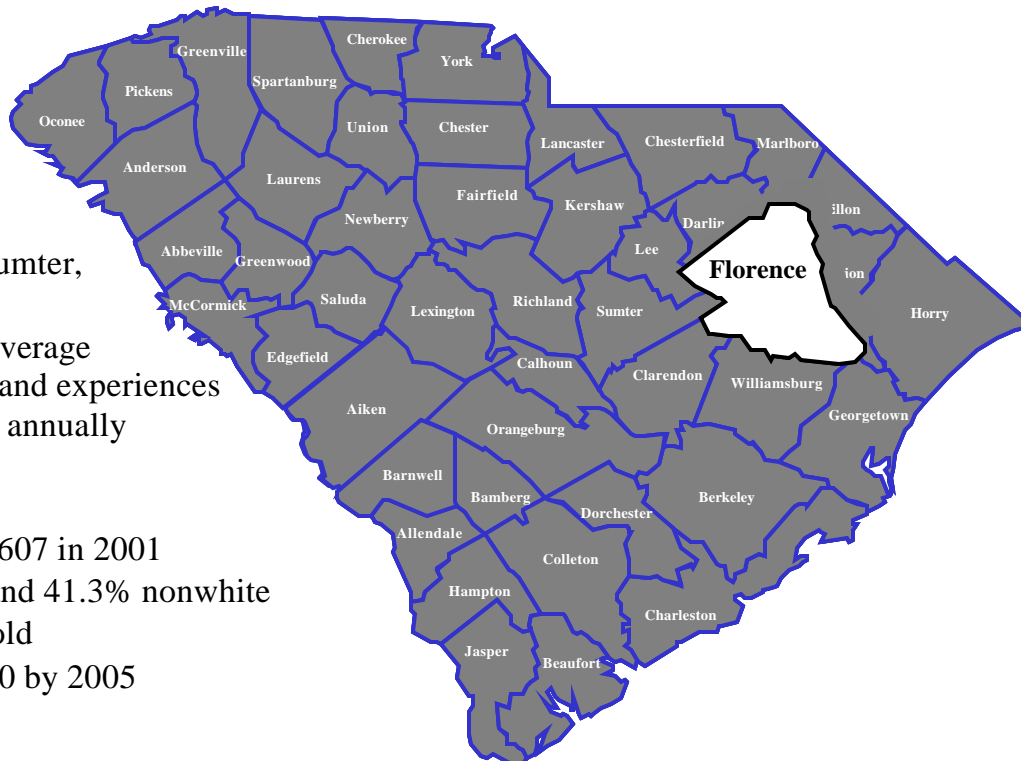 Cherokee
Greenville
York
Spartanburg
Pickens
Oconee
Union
Chester
Lancaster
Chesterfield
Marlboro
Anderson
Laurens
Fairfield
Kershaw
Newberry
Darlin
illon
Abbeville
Greenwood
Lee
umter,
Florence
ion
McCormick
Saluda
Lexington
Richland
Sumter
Horry
verage
Edgefield
Calhoun
Clarendon
Williamsburg
and experiences
Aiken
Georgetown
annually
Orangeburg
Barnwell
Bamberg
Berkeley
Dorchester
Allendale
607 in 2001
Colleton
nd 41.3% nonwhite
Hampton
Charleston
old
Jasper
Beaufort
0 by 2005